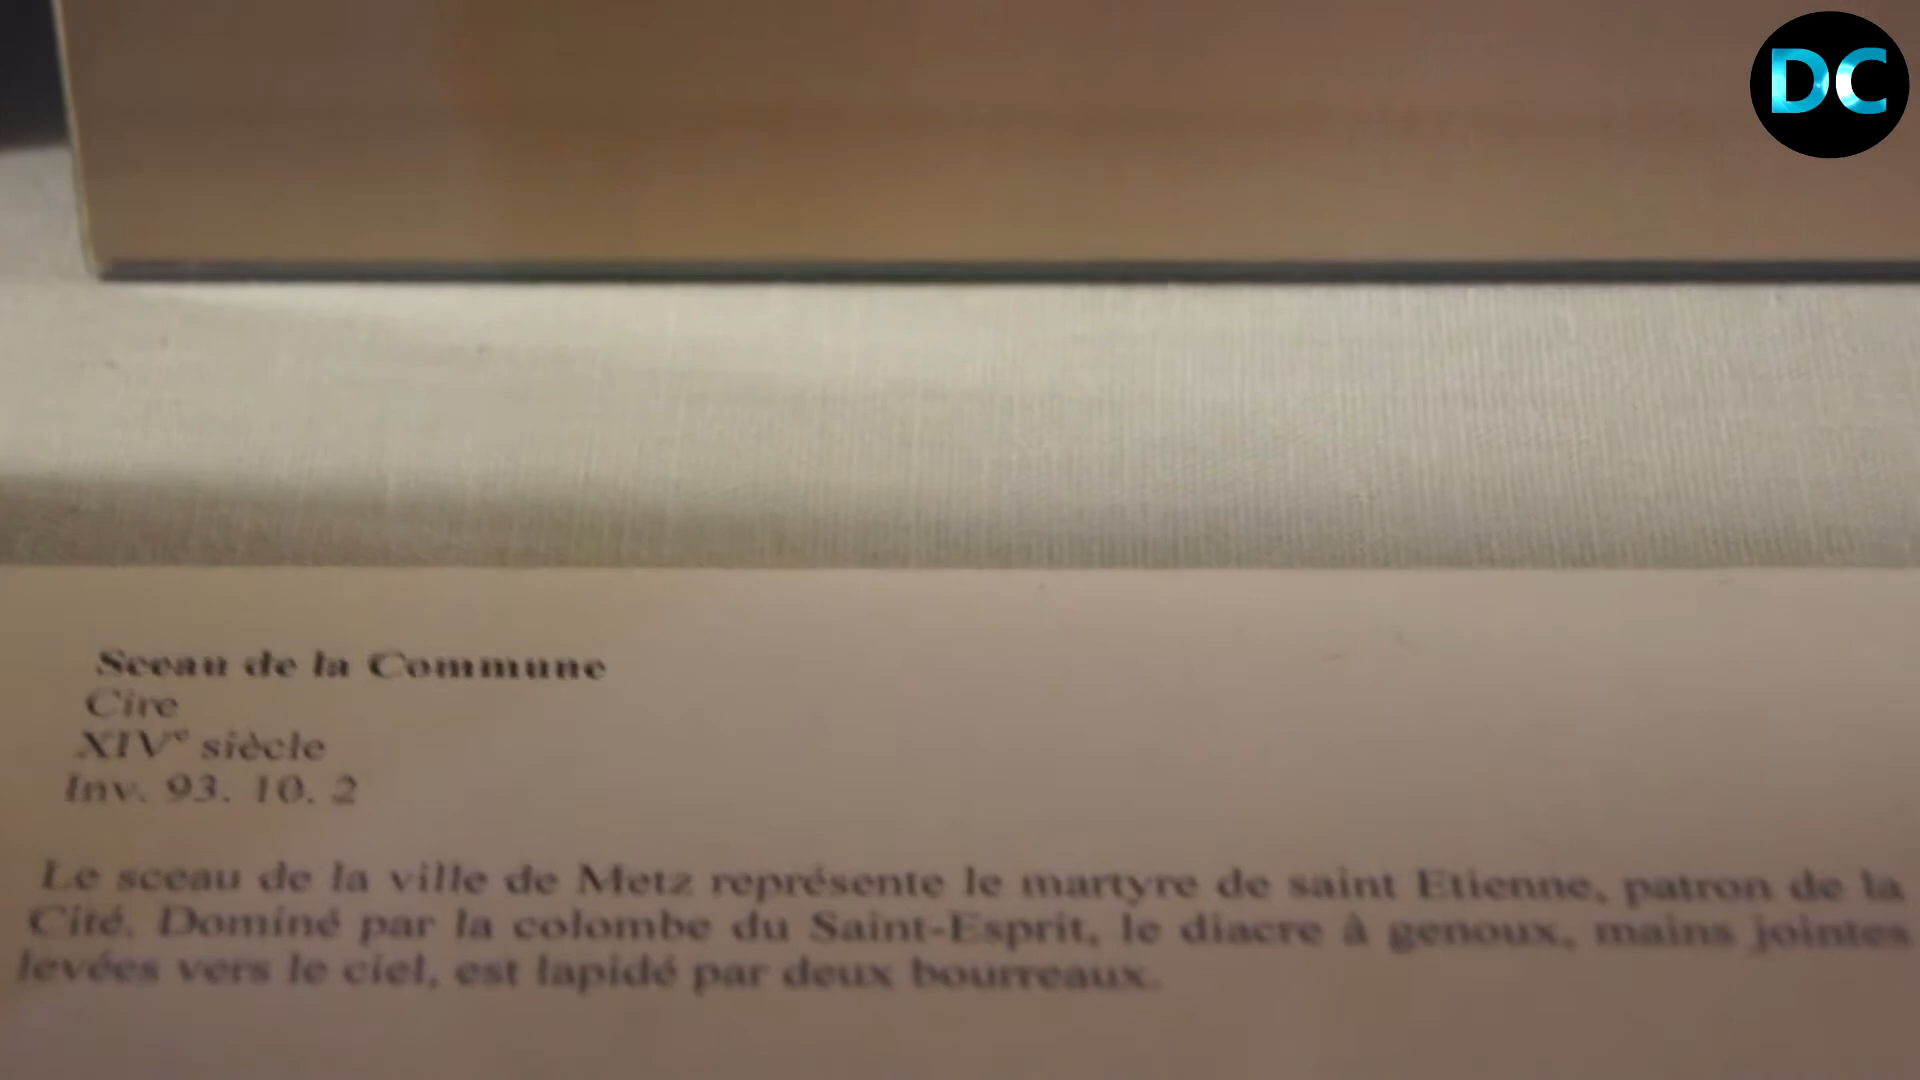 DC
Sceau de la Commune
Cire
XIVᵉ siècle
Inv. 93. 10. 2
Le sceau de la ville de Metz représente le martyre de saint Etienne, patron de la
Cité. Dominé par la colombe du Saint-Esprit, le diacre à genoux, mains jointes
levées vers le ciel, est lapidé par deux bourreaux.